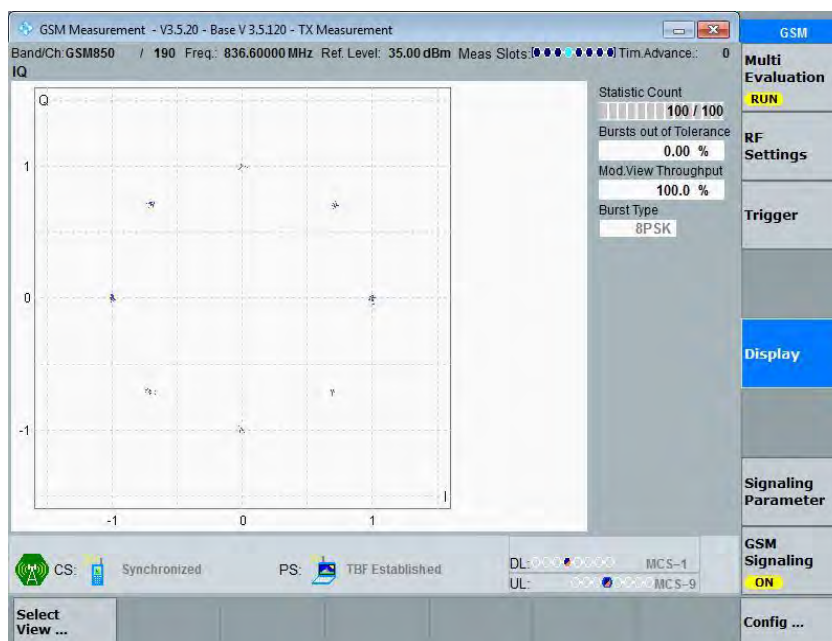 GSM Measurement - V3.5.20 - Base V 3.5.120 - TX Measurement
GSM
Band/Ch: GSM850 / 190 Freq.: 836.60000 MHz Ref. Level: 35.00 dBm Meas Slots: Tim.Advance.: 0
IQ
Multi
Evaluation
RUN
Statistic Count
100 / 100
Bursts out of Tolerance
0.00 %
Mod.View Throughput
100.0 %
Burst Type
8PSK
RF
Settings
Trigger
Display
Signaling
Parameter
GSM
Signaling
ON
Q
1
0
-1
I
-1 0 1
CS: Synchronized PS: TBF Established DL: MCS-1
UL: MCS-9
Select
View ...
Config ...